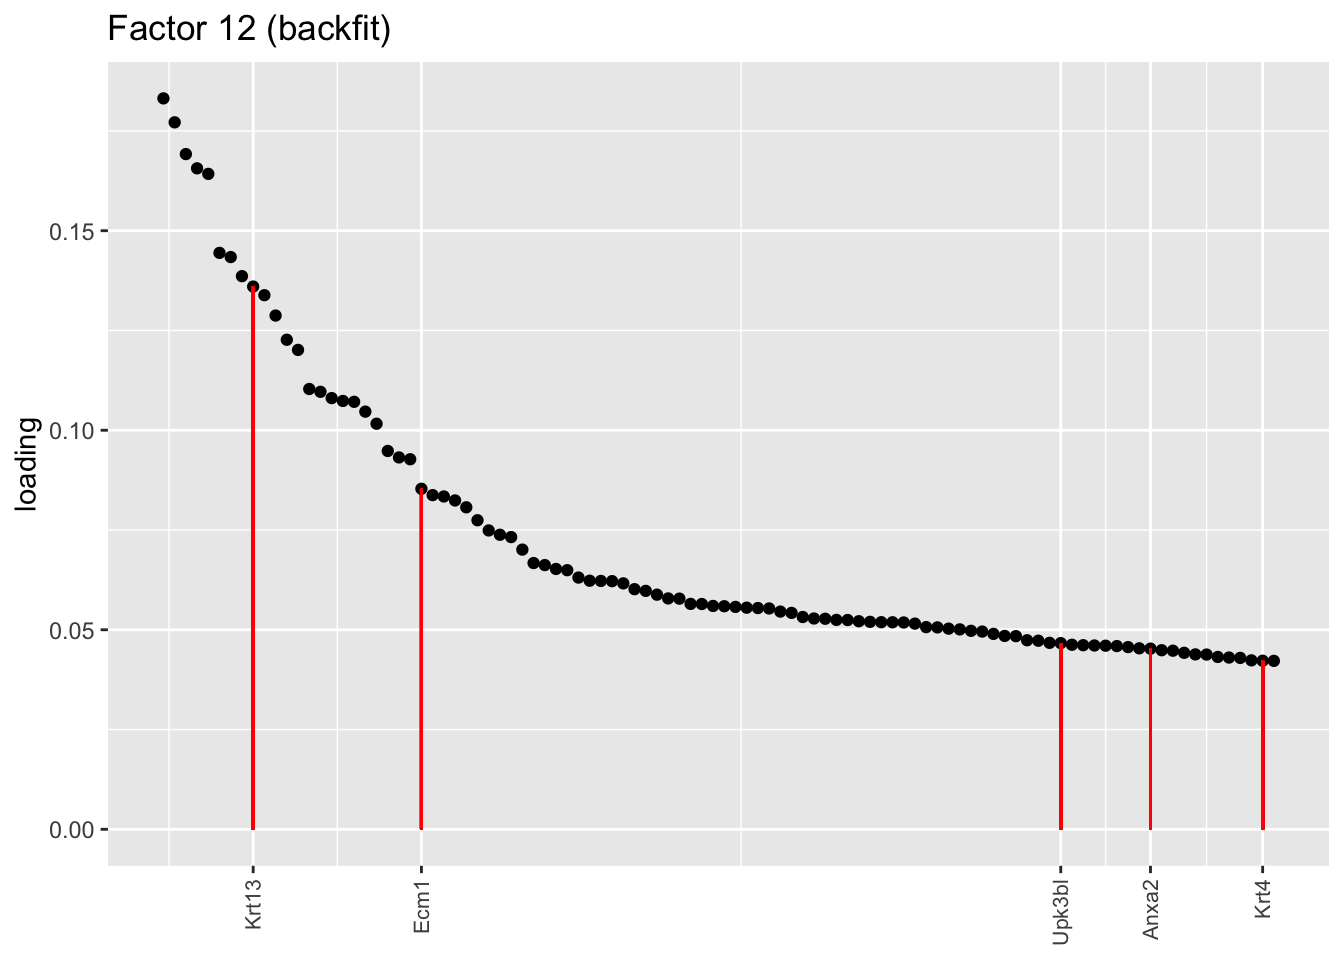 Factor 12 (backfit)
loading
0.15
0.10
0.05
0.00
Krt13
Ecm1
Upk3bl
Anxa2
Krt4